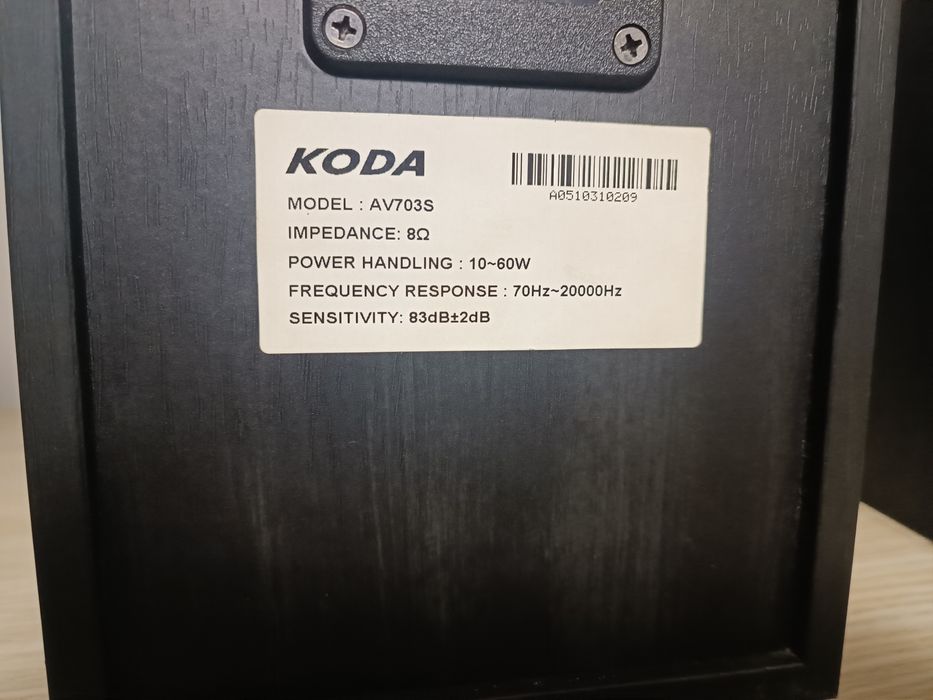 KODA
A0510310209
MODEL : AV703S
IMPEDANCE: 8Ω
POWER HANDLING : 10~60W
FREQUENCY RESPONSE : 70Hz~20000Hz
SENSITIVITY: 83dB±2dB